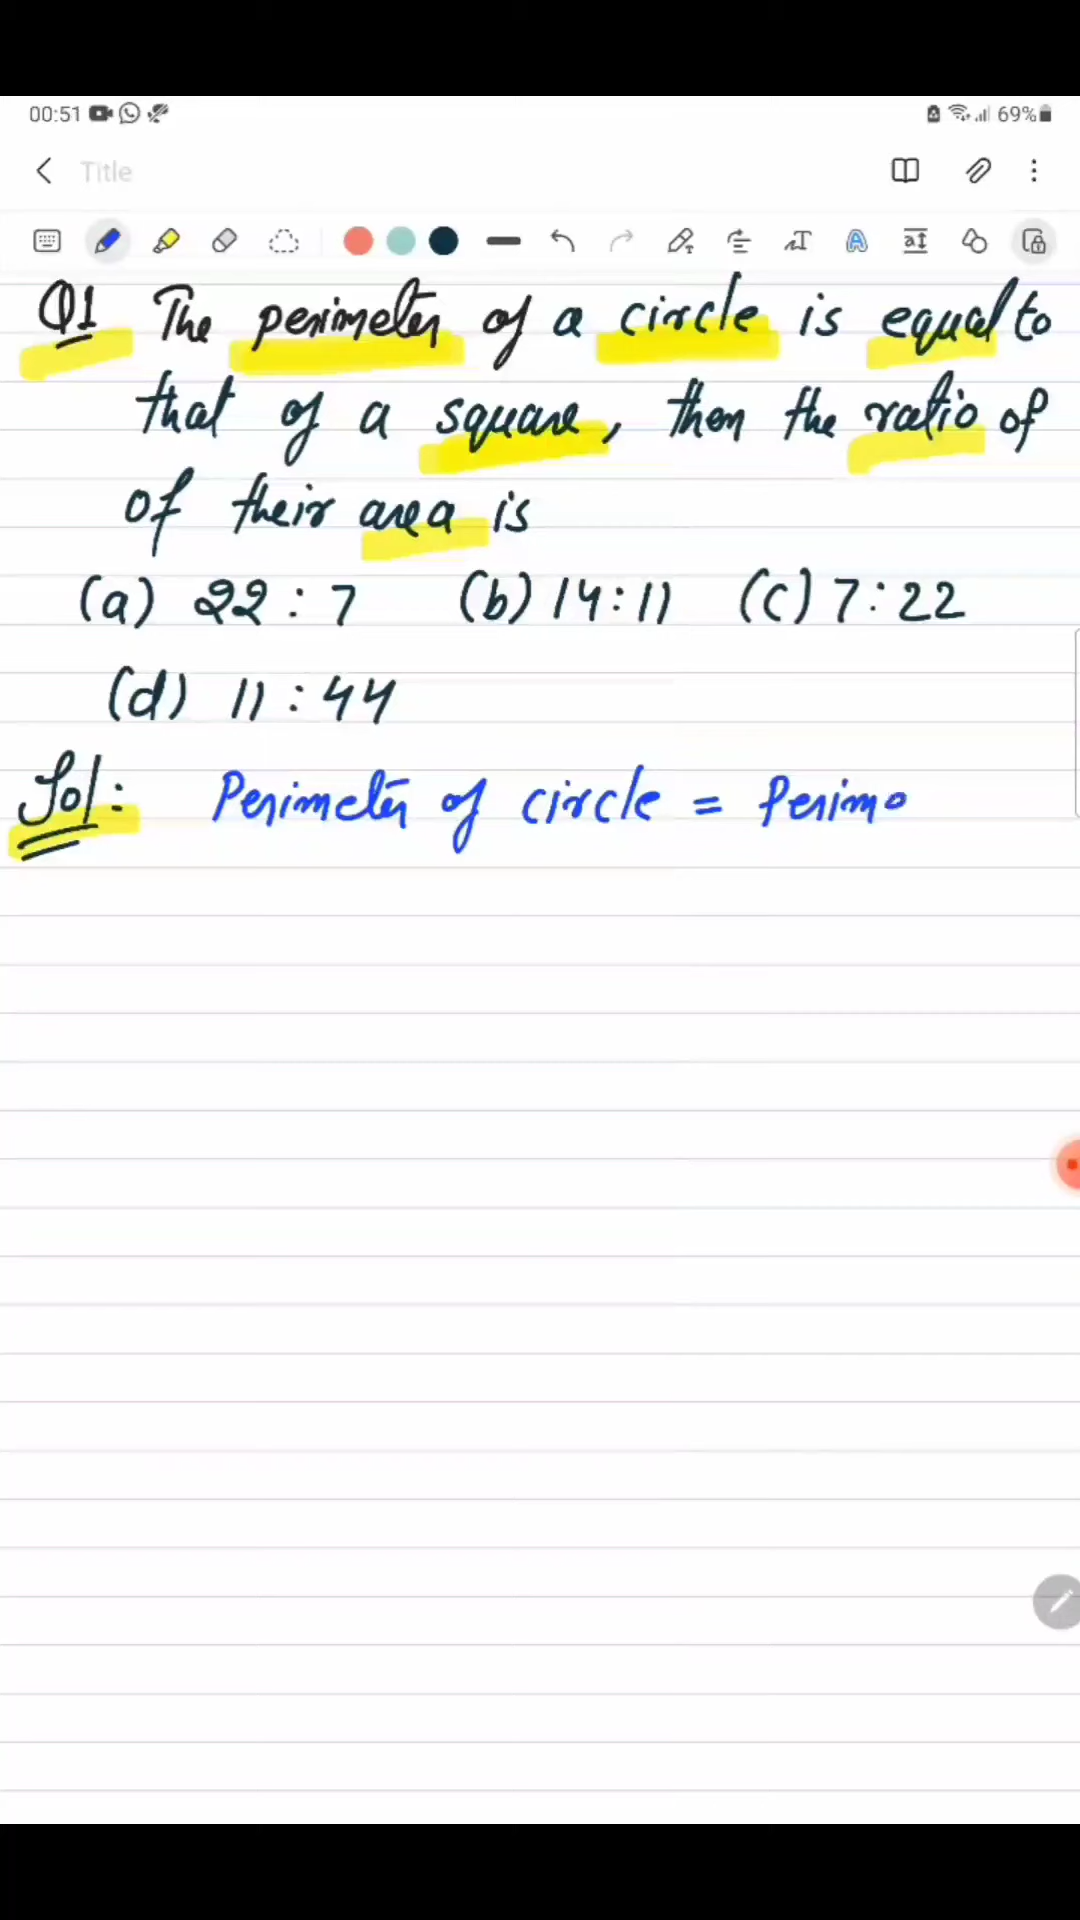 00:51 69%
Title
Q1 The perimeter of a circle is equal to
that of a square, then the ratio of
of their area is
(a) 22 : 7 (b) 14:11 (c) 7:22
(d) 11 : 44
Sol: Perimeter of circle = Perim